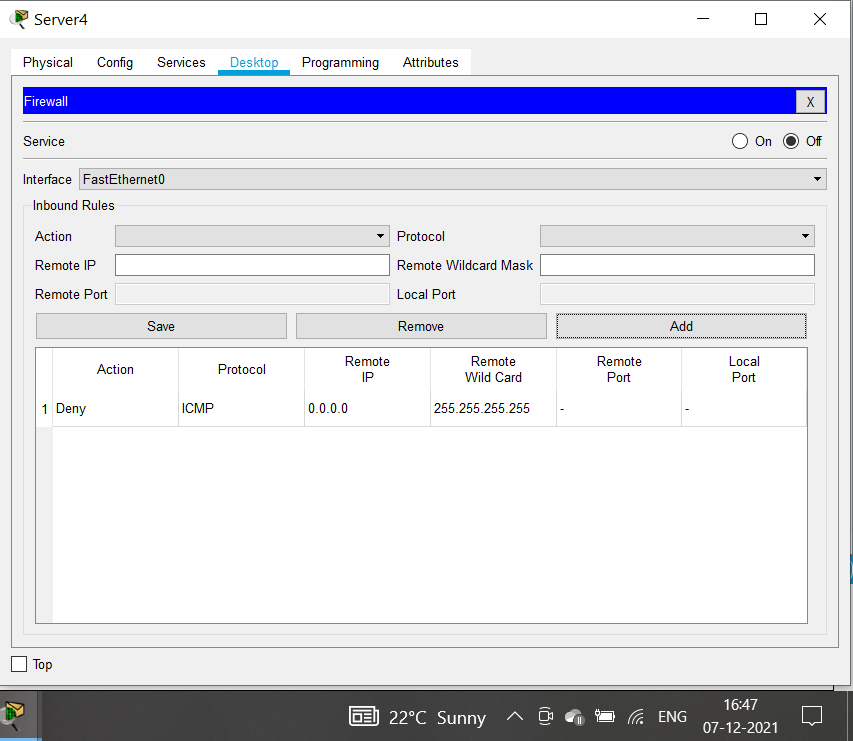 Server4
Physical Config Services Desktop Programming Attributes
Firewall X
Service On Off
Interface FastEthernet0
Inbound Rules
Action Protocol
Remote IP Remote Wildcard Mask
Remote Port Local Port
Save Remove Add
Action Protocol Remote IP Remote Wild Card Remote Port Local Port
1 Deny ICMP 0.0.0.0 255.255.255.255 - -
Top
22°C Sunny ENG 16:47
07-12-2021